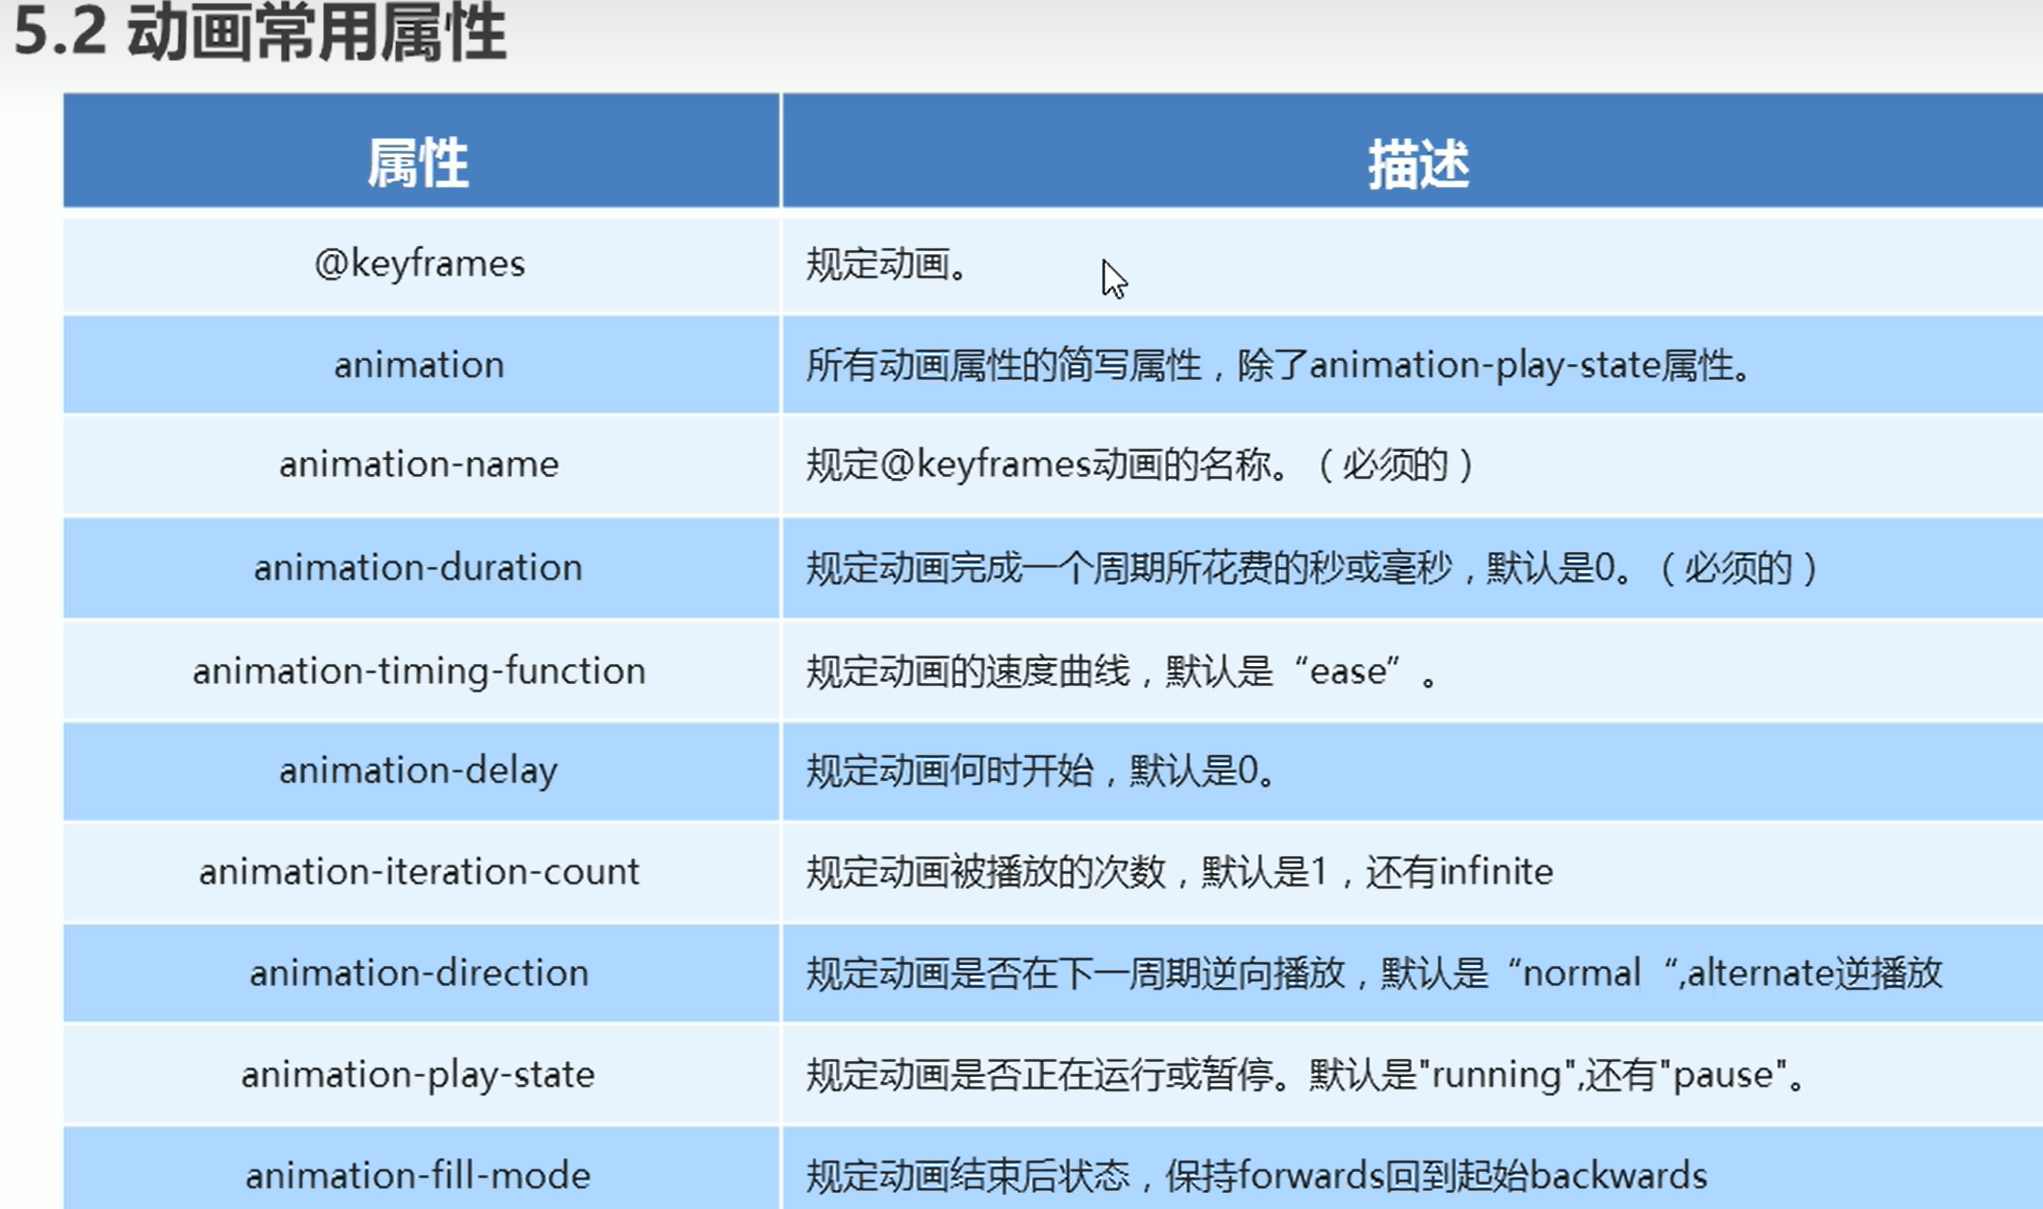 5.2 动画常用属性
属性 描述
@keyframes 规定动画。
animation 所有动画属性的简写属性，除了animation-play-state属性。
animation-name 规定@keyframes动画的名称。（必须的）
animation-duration 规定动画完成一个周期所花费的秒或毫秒，默认是0。（必须的）
animation-timing-function 规定动画的速度曲线，默认是“ease”。
animation-delay 规定动画何时开始，默认是0。
animation-iteration-count 规定动画被播放的次数，默认是1，还有infinite
animation-direction 规定动画是否在下一周期逆向播放，默认是“normal “,alternate逆播放
animation-play-state 规定动画是否正在运行或暂停。默认是"running",还有"pause"。
animation-fill-mode 规定动画结束后状态，保持forwards回到起始backwards